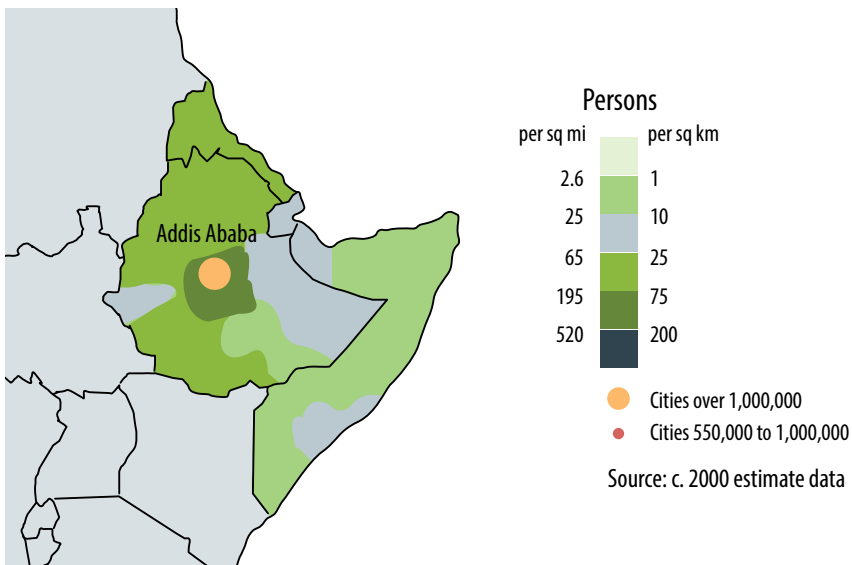 Addis Ababa
Persons
per sq mi per sq km
2.6 1
25 10
65 25
195 75
520 200
Cities over 1,000,000
Cities 550,000 to 1,000,000
Source: c. 2000 estimate data